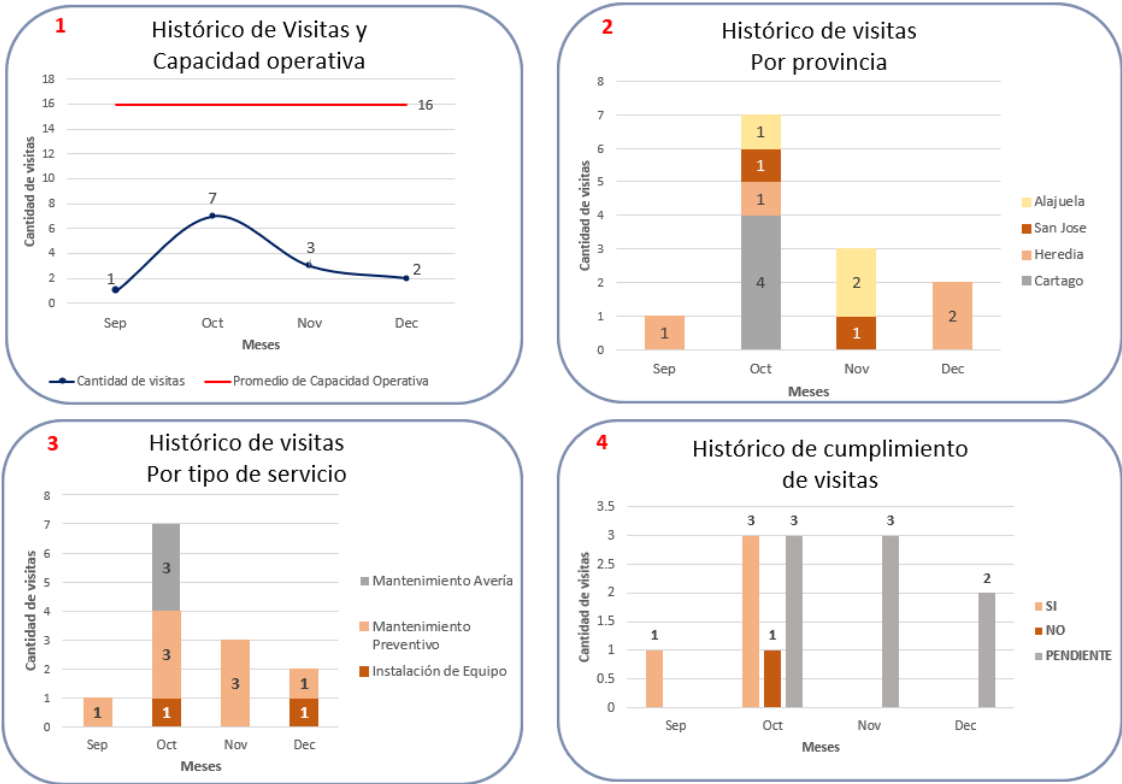 1
Histórico de Visitas y
Capacidad operativa
Cantidad de visitas
18
16
14
12
10
8
6
4
2
0
16
1
7
3
2
Sep Oct Nov Dec
Meses
Cantidad de visitas Promedio de Capacidad Operativa
2
Histórico de visitas
Por provincia
Cantidad de visitas
8
7
6
5
4
3
2
1
0
1
1
1
1
4
2
1
2
Sep Oct Nov Dec
Meses
Alajuela
San Jose
Heredia
Cartago
3
Histórico de visitas
Por tipo de servicio
Cantidad de visitas
8
7
6
5
4
3
2
1
0
1
3
3
1
3
1
1
Sep Oct Nov Dec
Meses
Mantenimiento Avería
Mantenimiento
Preventivo
Instalación de Equipo
4
Histórico de cumplimiento
de visitas
Cantidad de visitas
3.5
3
2.5
2
1.5
1
0.5
0
1
3
1
3
3
2
Sep Oct Nov Dec
Meses
SI
NO
PENDIENTE